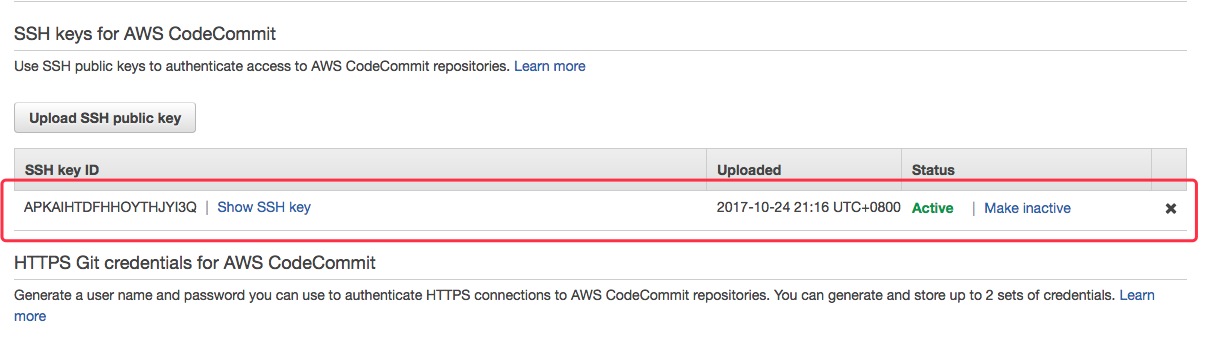 SSH keys for AWS CodeCommit
Use SSH public keys to authenticate access to AWS CodeCommit repositories. Learn more
Upload SSH public key
SSH key ID Uploaded Status
APKAIHTDFHHOYTHJYI3Q | Show SSH key 2017-10-24 21:16 UTC+0800 Active | Make inactive ✖
HTTPS Git credentials for AWS CodeCommit
Generate a user name and password you can use to authenticate HTTPS connections to AWS CodeCommit repositories. You can generate and store up to 2 sets of credentials. Learn
more